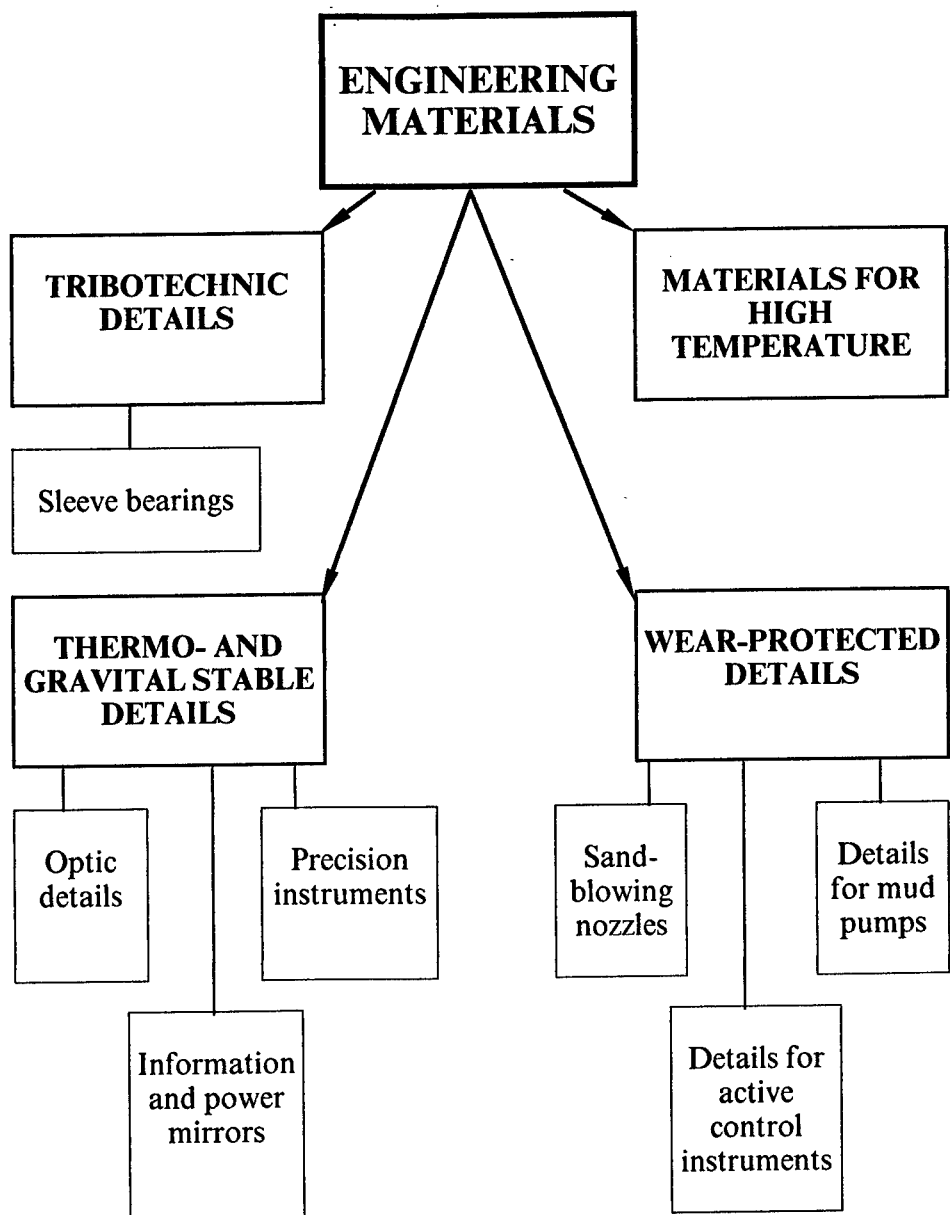 ENGINEERING
MATERIALS
TRIBOTECHNIC
DETAILS
MATERIALS FOR
HIGH
TEMPERATURE
Sleeve bearings
THERMO- AND
GRAVITAL STABLE
DETAILS
WEAR-PROTECTED
DETAILS
Optic
details
Precision
instruments
Sand-
blowing
nozzles
Details
for mud
pumps
Information
and power
mirrors
Details for
active
control
instruments